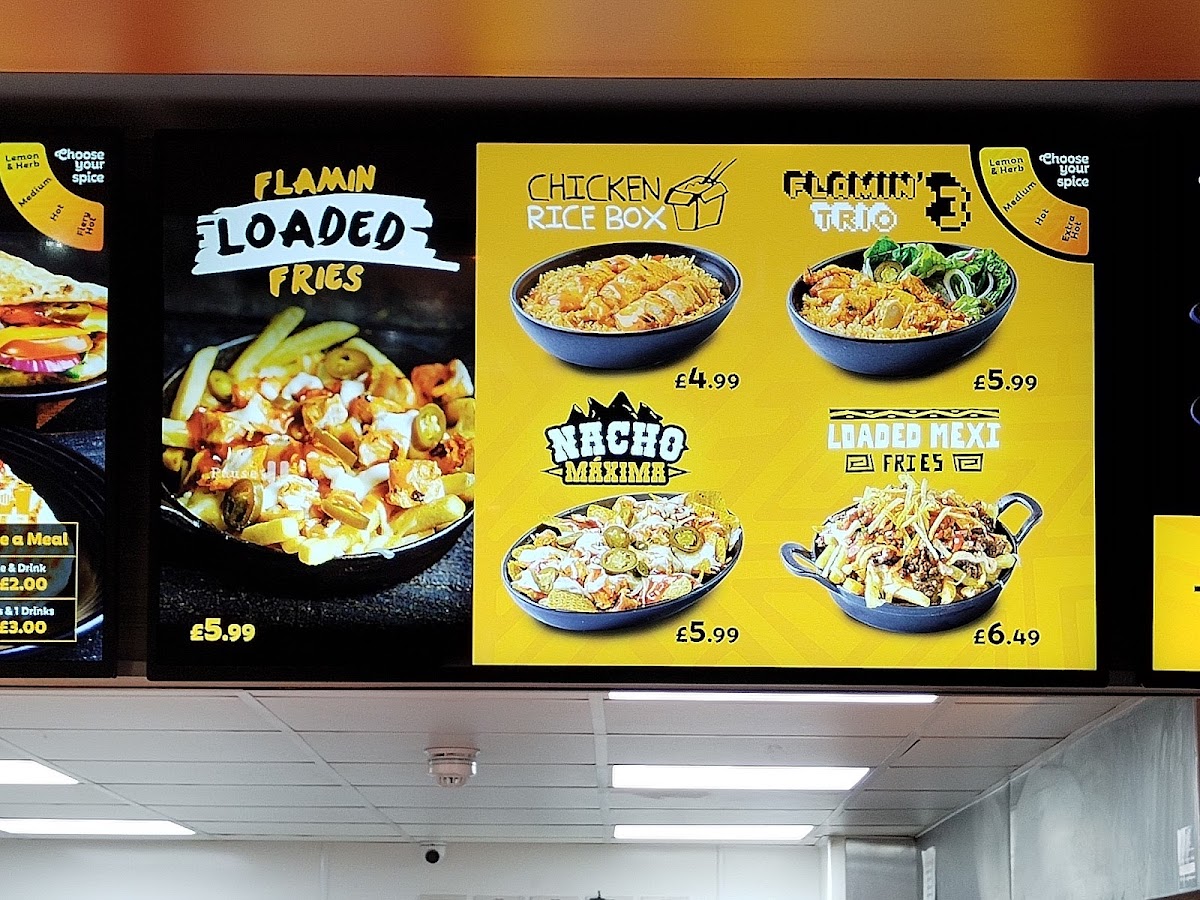 Lemon
& Herb
Medium
Hot
Fiery
Hot
Choose
your
spice
e a Meal
e & Drink
£2.00
s & 1 Drinks
£3.00
FLAMIN
LOADED
FRIES
£5.99
CHICKEN
RICE BOX
£4.99
FLAMIN' 3
TRIO
£5.99
Lemon
& Herb
Medium
Hot
Extra
Hot
Choose
your
spice
NACHO
MÁXIMA
£5.99
LOADED MEXI
FRIES
£6.49